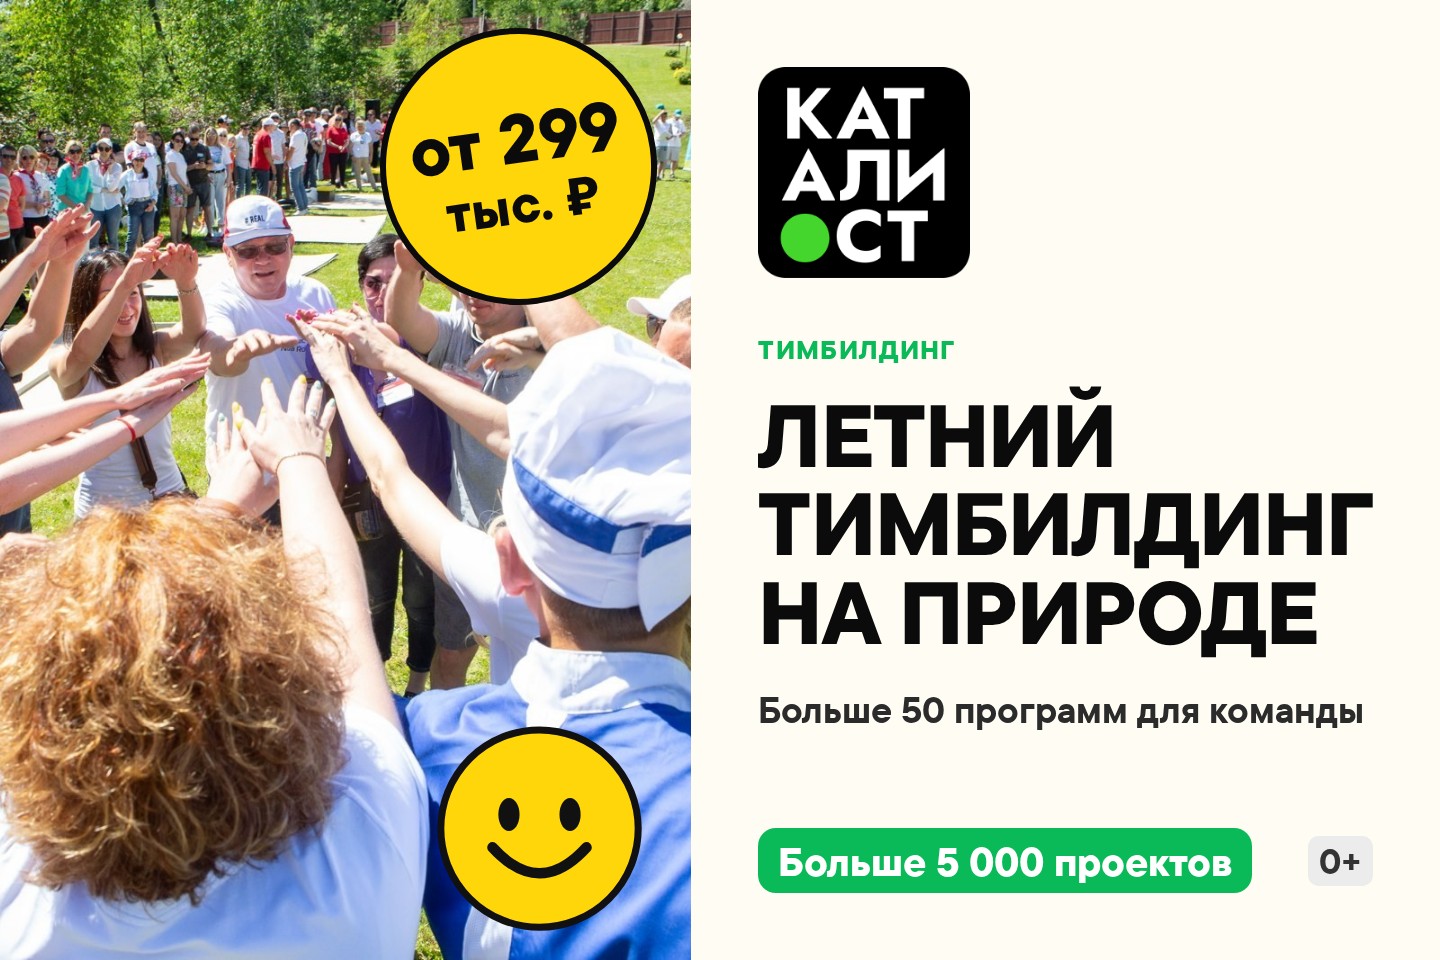 от 299
тыс. ₽
# REAL
КАТ
АЛИ
СТ
ТИМБИЛДИНГ
ЛЕТНИЙ
ТИМБИЛДИНГ
НА ПРИРОДЕ
Больше 50 программ для команды
Больше 5 000 проектов
0+